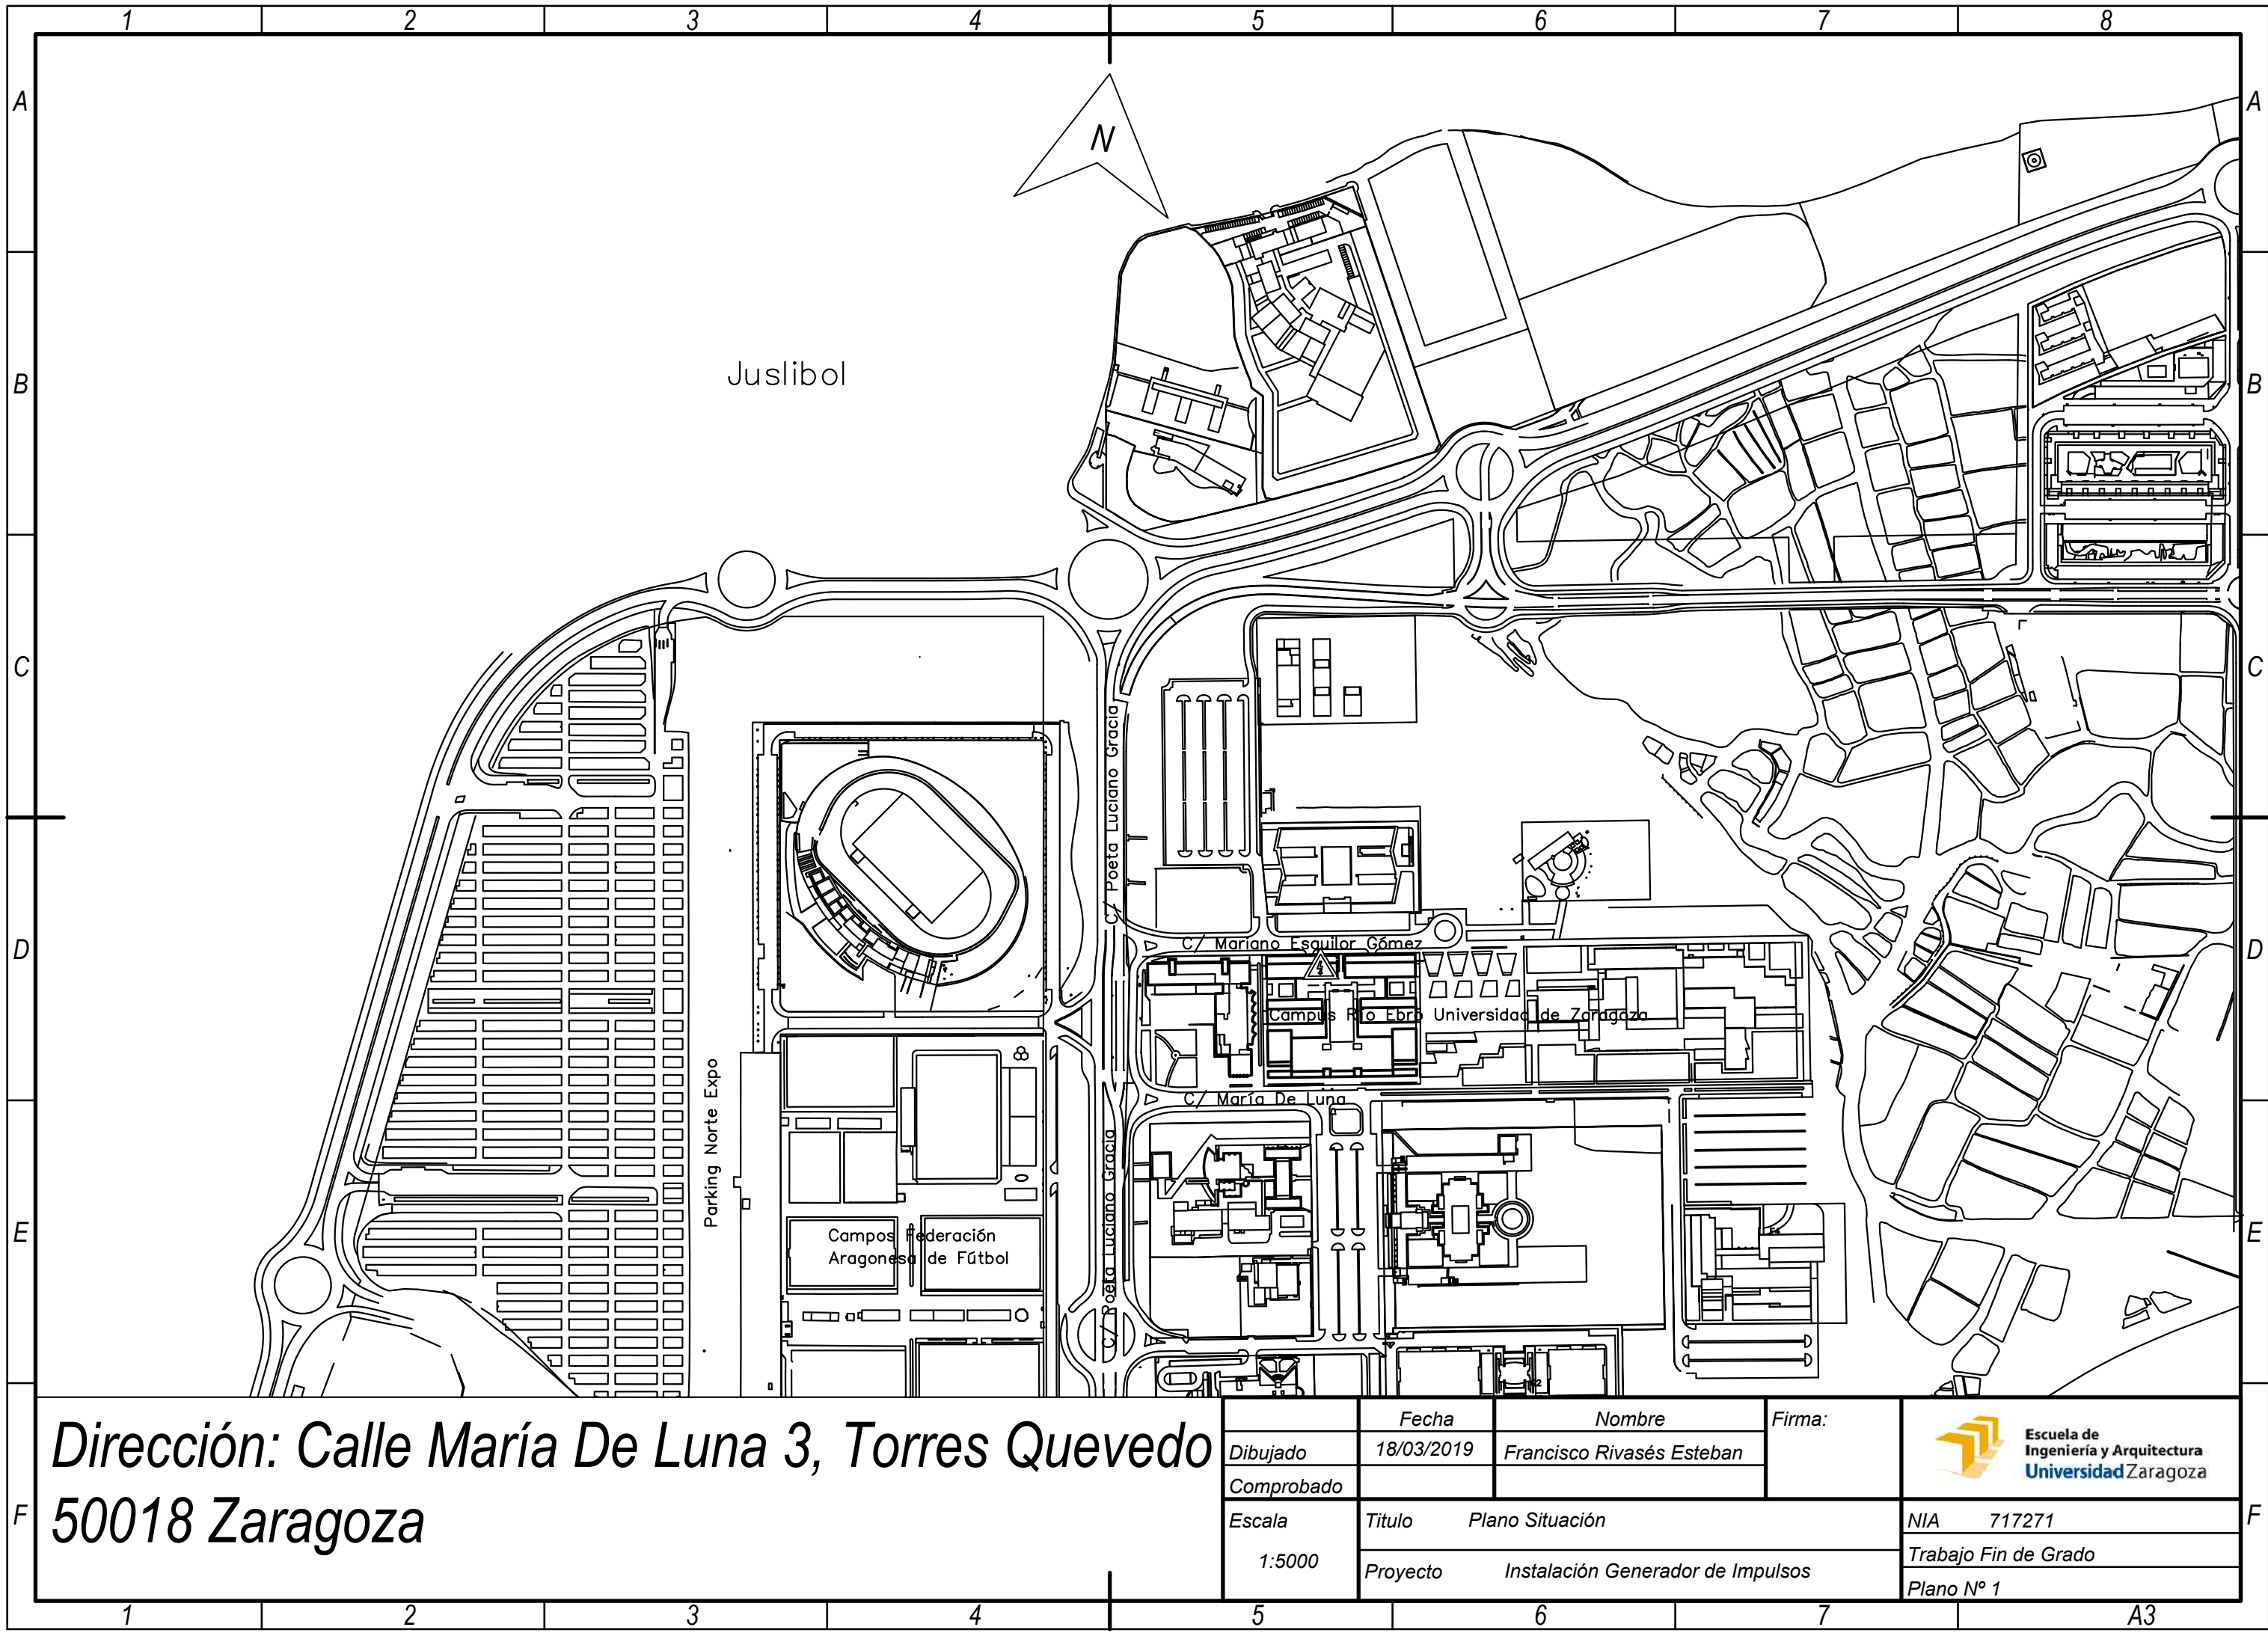 1 2 3 4 5 6 7 8
A A
N
Juslibol
B B
C C
C/ Poeta Luciano Gracia
C/ Mariano Esquilor Gómez
D D
Campus Río Ebro Universidad de Zaragoza
Parking Norte Expo
C/ María De Luna
C/ Poeta Luciano Gracia
E E
Campos Federación
Aragonesa de Fútbol
Dirección: Calle María De Luna 3, Torres Quevedo
50018 Zaragoza
F F
Fecha Nombre Firma:
Dibujado 18/03/2019 Francisco Rivasés Esteban
Comprobado
Escala
1:5000
Titulo Plano Situación
Proyecto Instalación Generador de Impulsos
Escuela de
Ingeniería y Arquitectura
Universidad Zaragoza
NIA 717271
Trabajo Fin de Grado
Plano Nº 1
1 2 3 4 5 6 7 A3